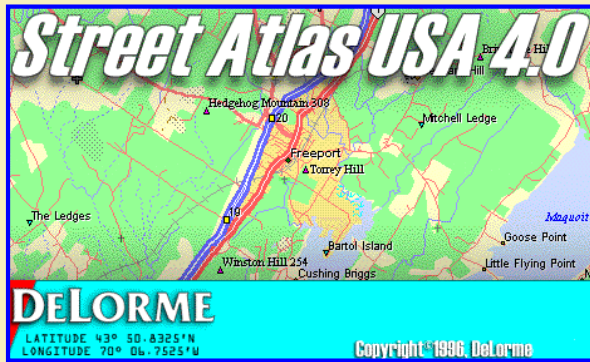 Street Atlas USA 4.0
Hedgehog Mountain 308
20
Mitchell Ledge
Freeport
Torrey Hill
19
The Ledges
Maquoit
Goose Point
Bartol Island
Little Flying Point
Winston Hill 254
Cushing Briggs
DELORME
LATITUDE 43° 50.8325'N
LONGITUDE 70° 06.7525'W
Copyright©1996, DeLorme